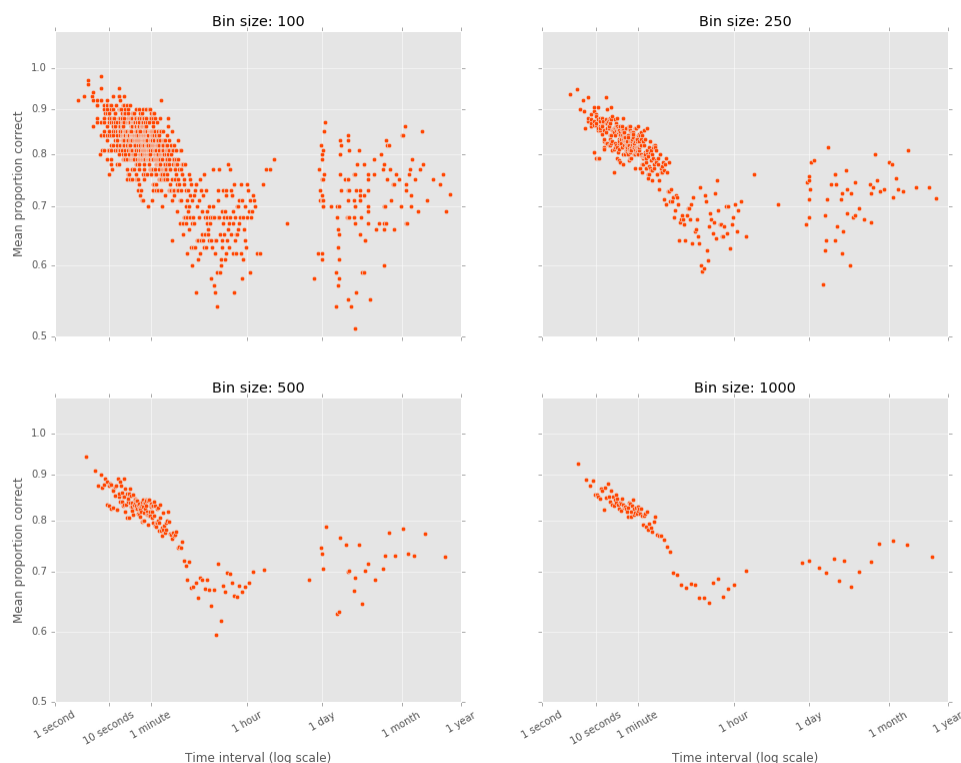 Bin size: 100
Bin size: 250
1.0
0.9
0.8
0.7
0.6
0.5
Mean proportion correct
Bin size: 500
Bin size: 1000
1.0
0.9
0.8
0.7
0.6
0.5
Mean proportion correct
1 second
10 seconds
1 minute
1 hour
1 day
1 month
1 year
1 second
10 seconds
1 minute
1 hour
1 day
1 month
1 year
Time interval (log scale)
Time interval (log scale)